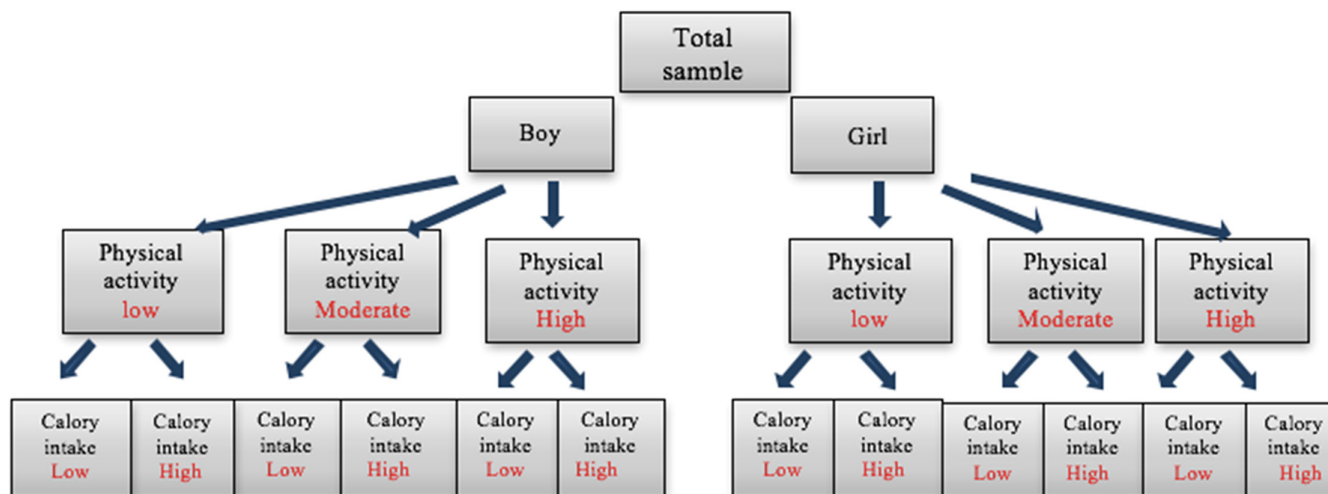 Total
sample
Boy
Girl
Physical
activity
low
Physical
activity
Moderate
Physical
activity
High
Physical
activity
low
Physical
activity
Moderate
Physical
activity
High
Calory
intake
Low
Calory
intake
High
Calory
intake
Low
Calory
intake
High
Calory
intake
Low
Calory
intake
High
Calory
intake
Low
Calory
intake
High
Calory
intake
Low
Calory
intake
High
Calory
intake
Low
Calory
intake
High